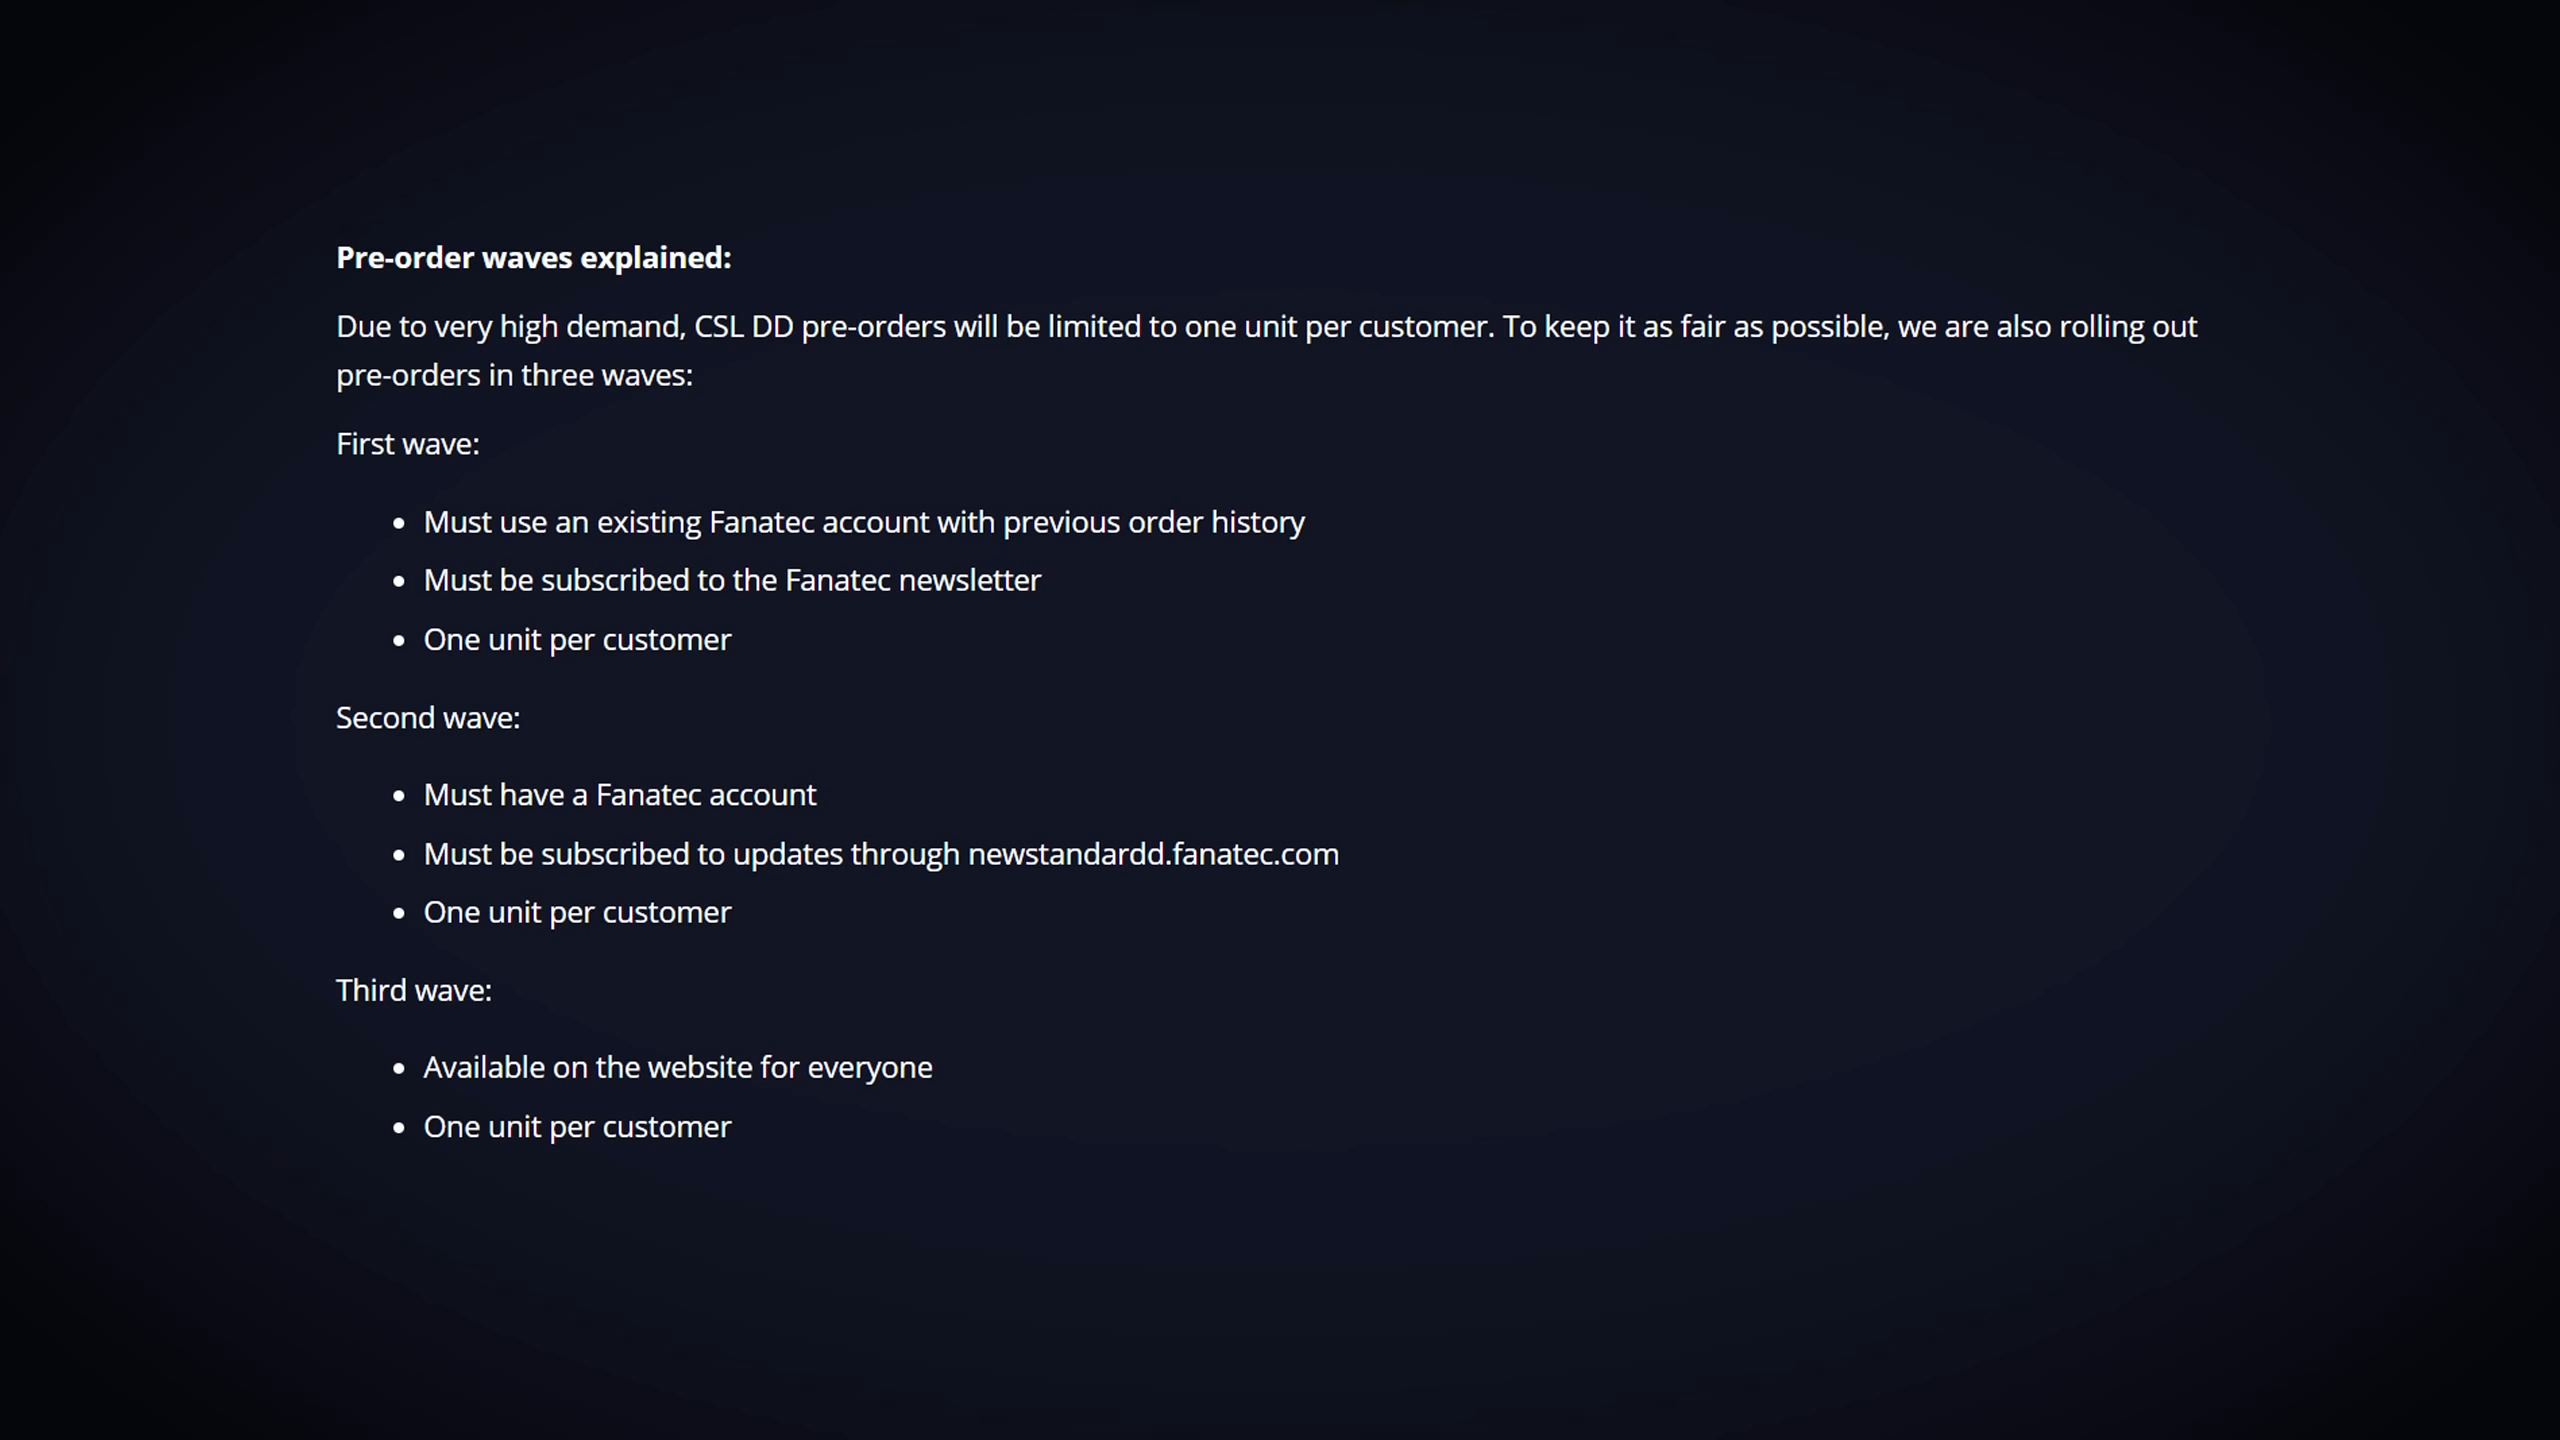 Pre-order waves explained:
Due to very high demand, CSL DD pre-orders will be limited to one unit per customer. To keep it as fair as possible, we are also rolling out
pre-orders in three waves:
First wave:
• Must use an existing Fanatec account with previous order history
• Must be subscribed to the Fanatec newsletter
• One unit per customer
Second wave:
• Must have a Fanatec account
• Must be subscribed to updates through newstandardd.fanatec.com
• One unit per customer
Third wave:
• Available on the website for everyone
• One unit per customer